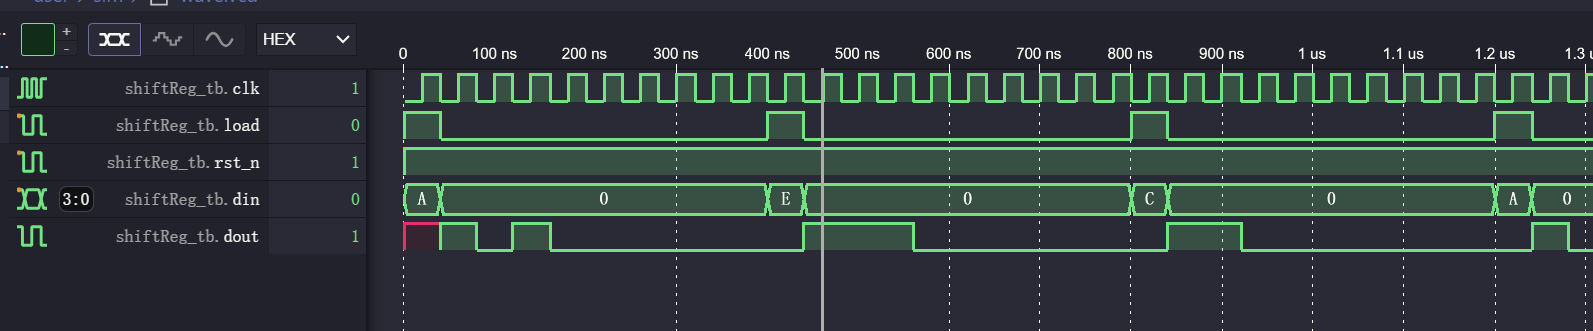 +
-
HEX
0 100 ns 200 ns 300 ns 400 ns 500 ns 600 ns 700 ns 800 ns 900 ns 1 us 1.1 us 1.2 us 1.3 u
shiftReg_tb.clk 1
shiftReg_tb.load 0
shiftReg_tb.rst_n 1
3:0 shiftReg_tb.din 0 A 0 E 0 C 0 A 0
shiftReg_tb.dout 1